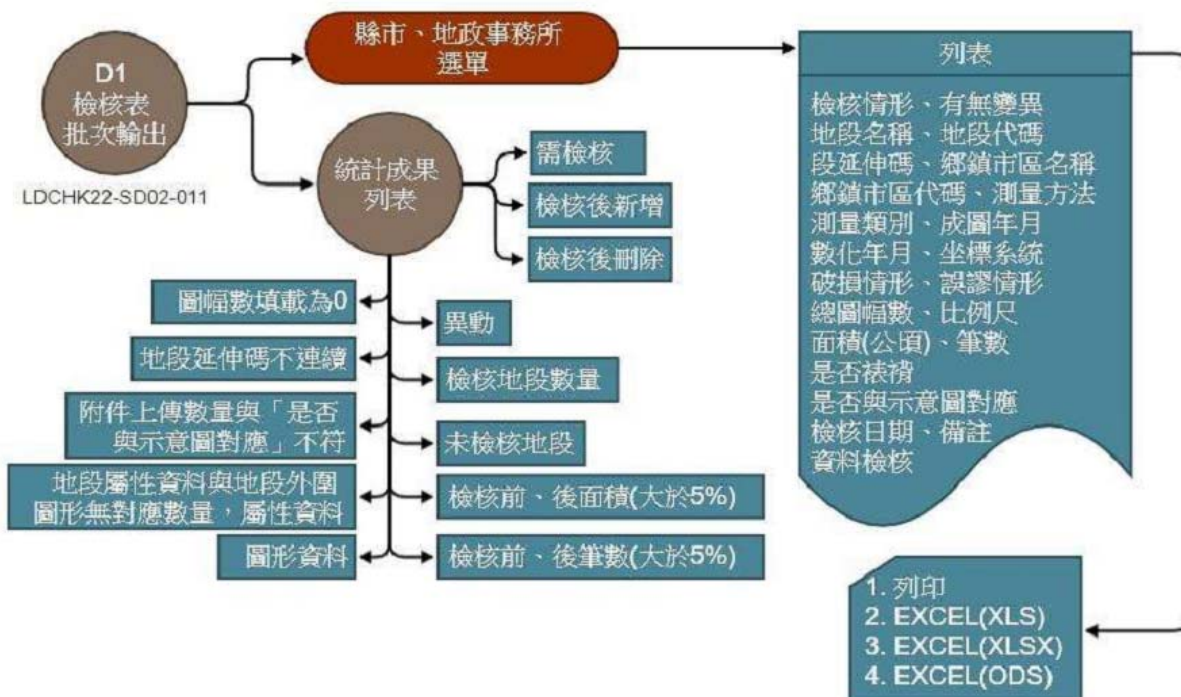 D1
檢核表
批次輸出
LDCHK22-SD02-011
縣市、地政事務所
選單
統計成果
列表
需檢核
檢核後新增
檢核後刪除
圖幅數填載為0
地段延伸碼不連續
附件上傳數量與「是否
與示意圖對應」不符
地段屬性資料與地段外圍
圖形無對應數量,屬性資料
圖形資料
異動
檢核地段數量
未檢核地段
檢核前、後面積(大於5%)
檢核前、後筆數(大於5%)
列表
檢核情形、有無變異
地段名稱、地段代碼
段延伸碼、鄉鎮市區名稱
鄉鎮市區代碼、測量方法
測量類別、成圖年月
數化年月、坐標系統
破損情形、誤謬情形
總圖幅數、比例尺
面積(公頃)、筆數
是否裱褙
是否與示意圖對應
檢核日期、備註
資料檢核
1. 列印
2. EXCEL(XLS)
3. EXCEL(XLSX)
4. EXCEL(ODS)